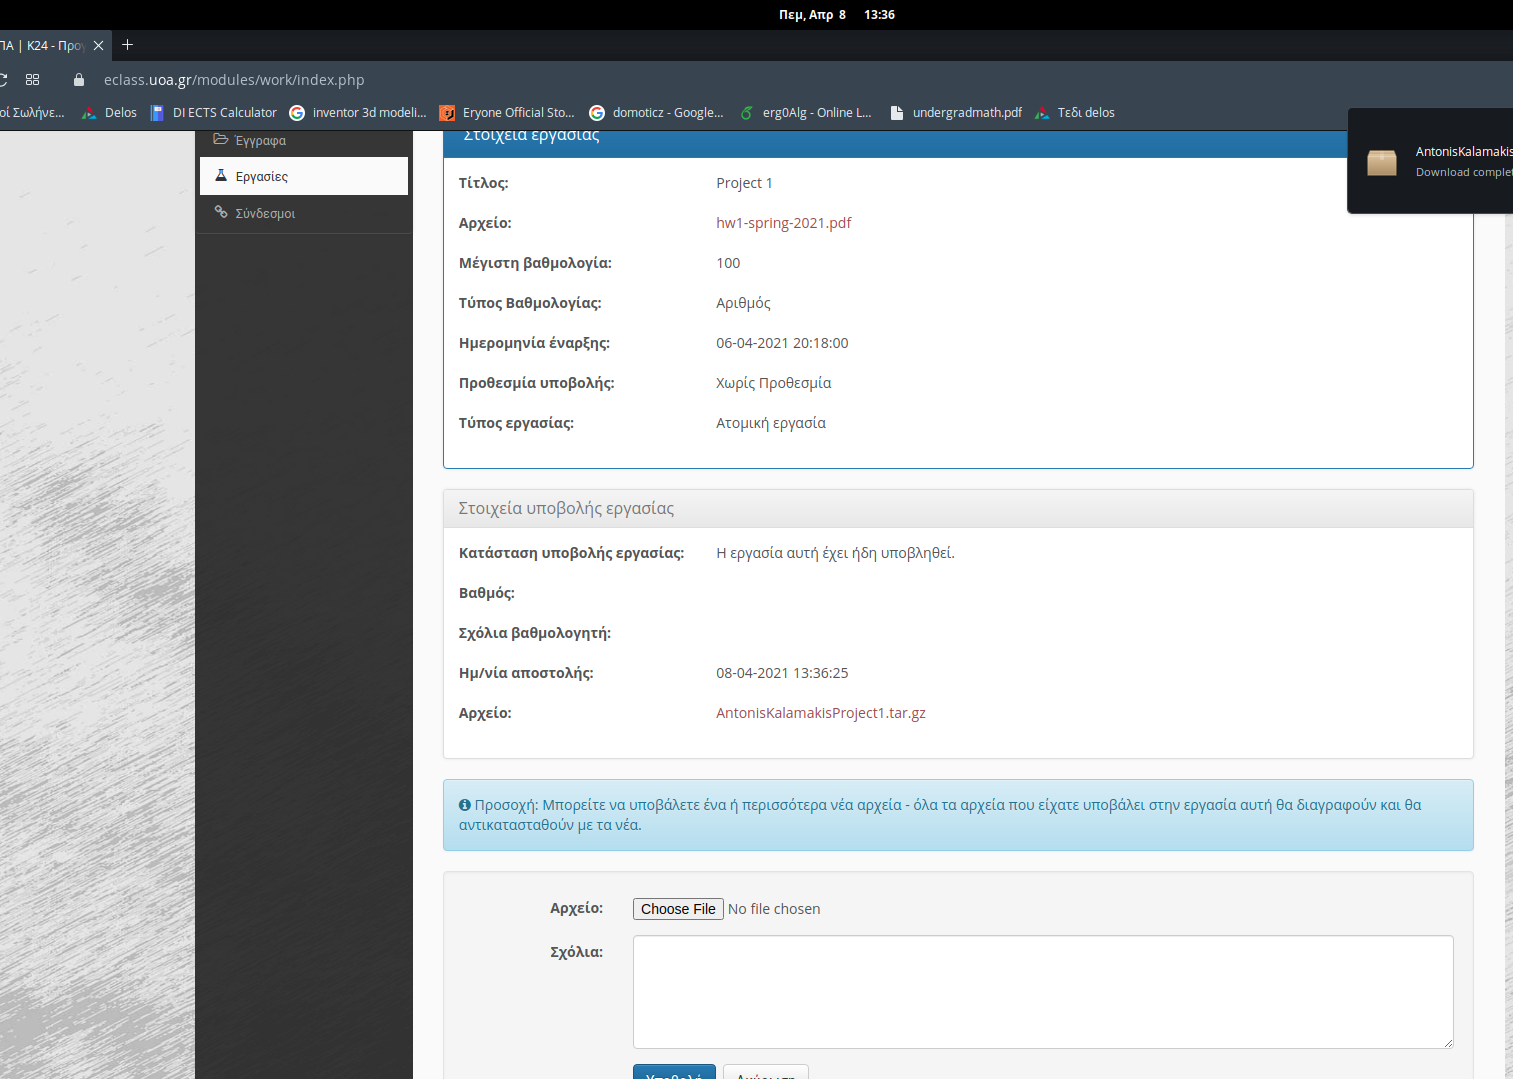 Πεμ, Απρ 8 13:36
ΠΑ | Κ24 - Προγ
eclass.uoa.gr/modules/work/index.php
οί Σωλήνε... Delos DI ECTS Calculator inventor 3d modeli... Eryone Official Sto... domoticz - Google... erg0Alg - Online L... undergradmath.pdf Τεδι delos
AntonisKalamakis
Download complet
Έγγραφα
Εργασίες
Σύνδεσμοι
Στοιχεία εργασίας
Τίτλος: Project 1
Αρχείο: hw1-spring-2021.pdf
Μέγιστη βαθμολογία: 100
Τύπος Βαθμολογίας: Αριθμός
Ημερομηνία έναρξης: 06-04-2021 20:18:00
Προθεσμία υποβολής: Χωρίς Προθεσμία
Τύπος εργασίας: Ατομική εργασία
Στοιχεία υποβολής εργασίας
Κατάσταση υποβολής εργασίας: Η εργασία αυτή έχει ήδη υποβληθεί.
Βαθμός:
Σχόλια βαθμολογητή:
Ημ/νία αποστολής: 08-04-2021 13:36:25
Αρχείο: AntonisKalamakisProject1.tar.gz
Προσοχή: Μπορείτε να υποβάλετε ένα ή περισσότερα νέα αρχεία - όλα τα αρχεία που είχατε υποβάλει στην εργασία αυτή θα διαγραφούν και θα
αντικατασταθούν με τα νέα.
Αρχείο: Choose File No file chosen
Σχόλια:
Υποβολή Ακύρωση